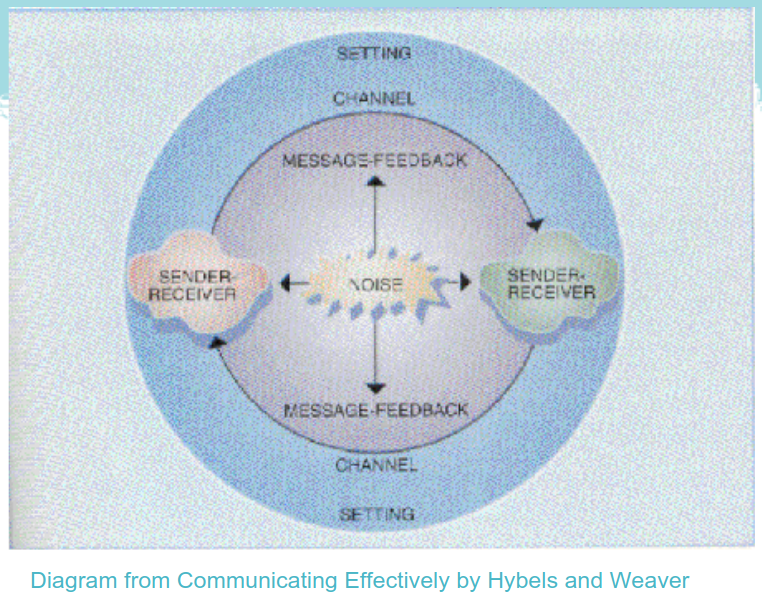 SETTING
CHANNEL
MESSAGE-FEEDBACK
SENDER-
RECEIVER
NOISE
SENDER-
RECEIVER
MESSAGE-FEEDBACK
CHANNEL
SETTING
Diagram from Communicating Effectively by Hybels and Weaver